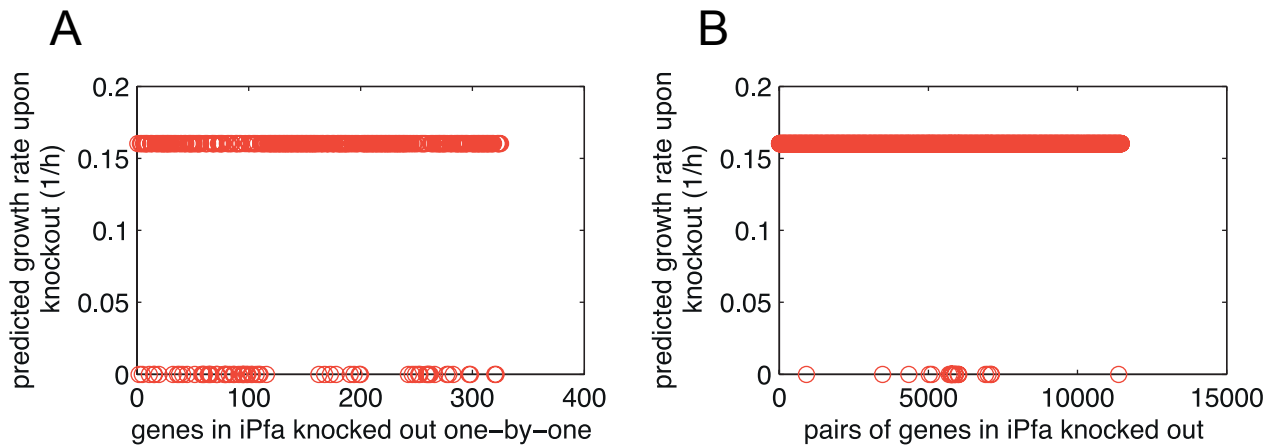 A
B
predicted growth rate upon
knockout (1/h)
0.2
0.15
0.1
0.05
0
0
100
200
300
400
genes in iPfa knocked out one−by−one
predicted growth rate upon
knockout (1/h)
0.2
0.15
0.1
0.05
0
0
5000
10000
15000
pairs of genes in iPfa knocked out